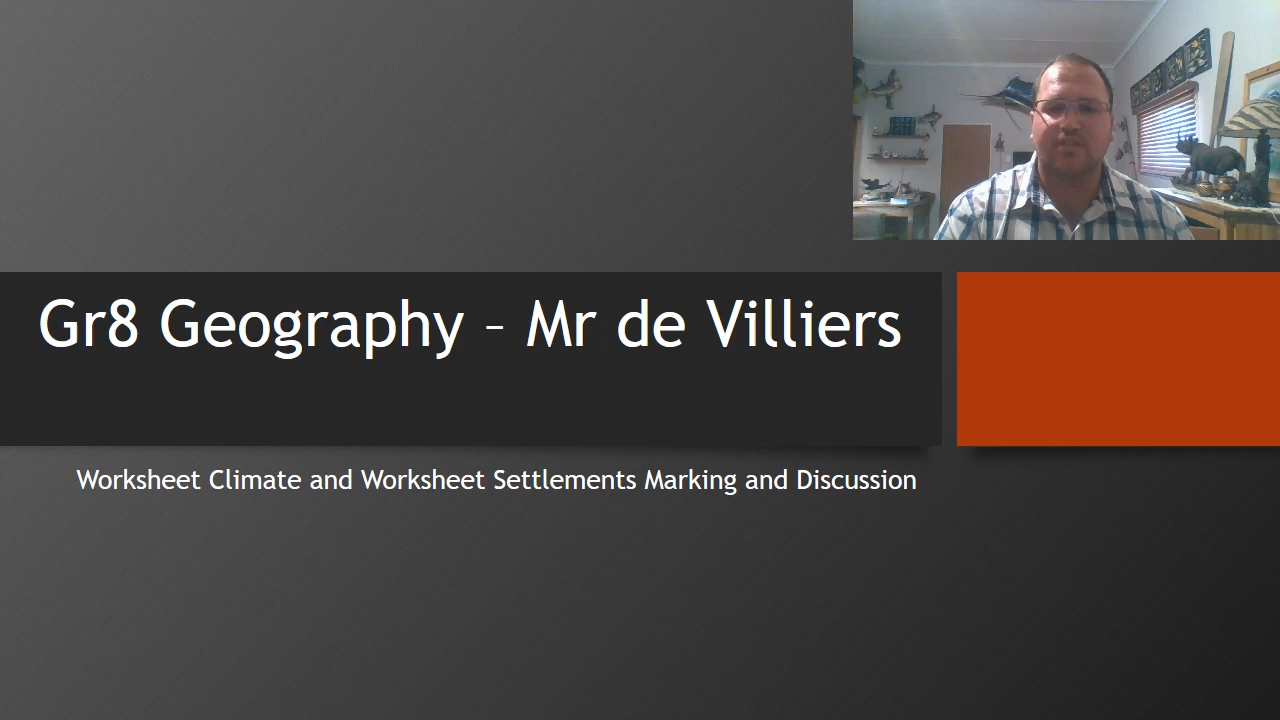 Gr8 Geography – Mr de Villiers
Worksheet Climate and Worksheet Settlements Marking and Discussion